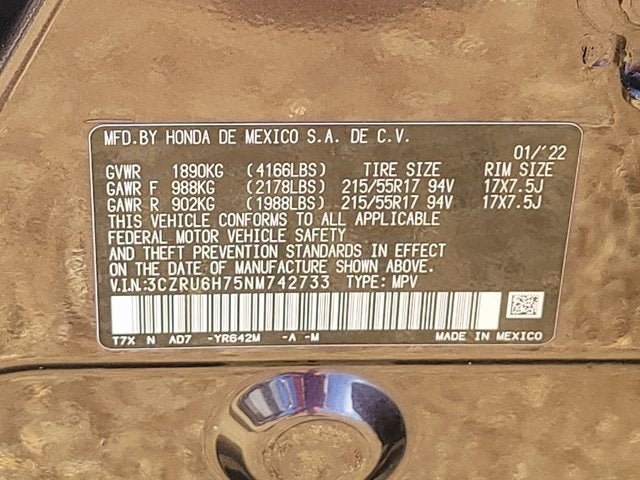 MFD.BY HONDA DE MEXICO S.A. DE C.V.
01/'22
GVWR 1890KG (4166LBS) TIRE SIZE RIM SIZE
GAWR F 988KG (2178LBS) 215/55R17 94V 17X7.5J
GAWR R 902KG (1988LBS) 215/55R17 94V 17X7.5J
THIS VEHICLE CONFORMS TO ALL APPLICABLE
FEDERAL MOTOR VEHICLE SAFETY
AND THEFT PREVENTION STANDARDS IN EFFECT
ON THE DATE OF MANUFACTURE SHOWN ABOVE.
V.I.N:3CZRU6H75NM742733 TYPE: MPV
T7X N AD7 -YR642M -A -M MADE IN MEXICO